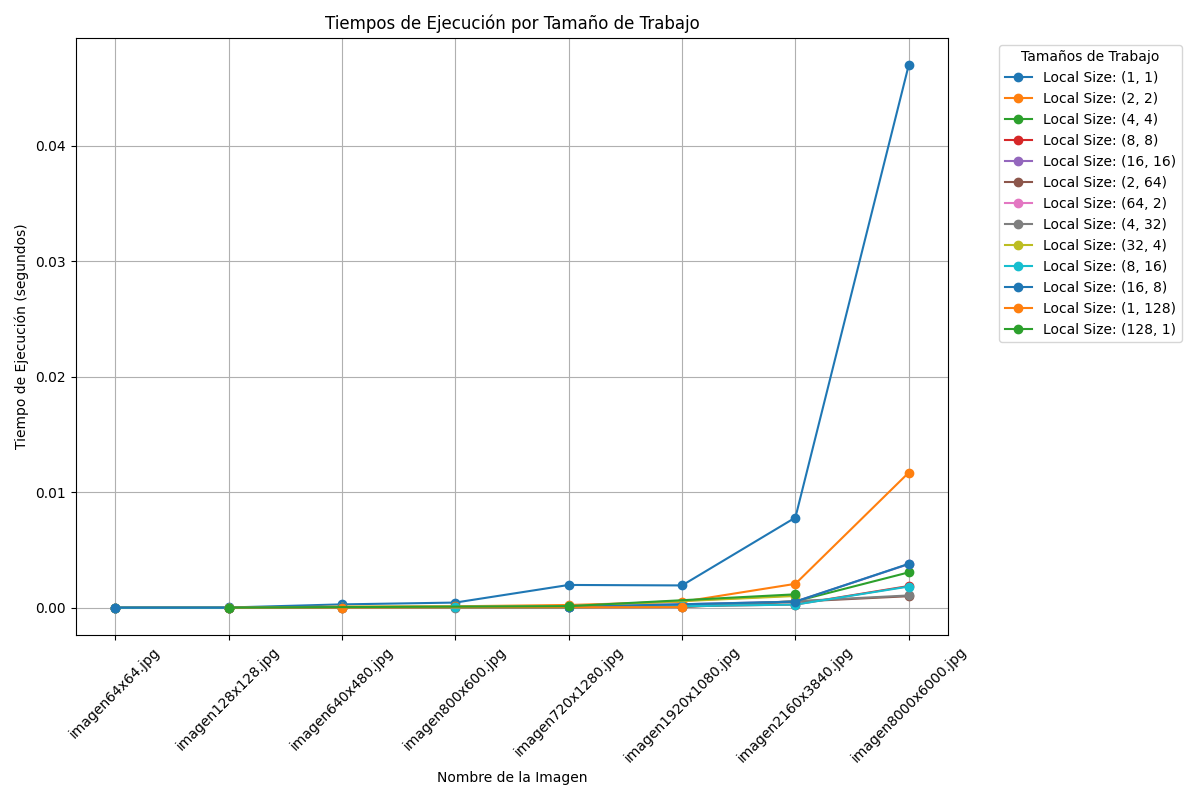 Tiempos de Ejecución por Tamaño de Trabajo
Tiempo de Ejecución (segundos)
0.04
0.03
0.02
0.01
0.00
imagen64x64.jpg
imagen128x128.jpg
imagen640x480.jpg
imagen800x600.jpg
imagen720x1280.jpg
imagen1920x1080.jpg
imagen2160x3840.jpg
imagen8000x6000.jpg
Nombre de la Imagen
Tamaños de Trabajo
Local Size: (1, 1)
Local Size: (2, 2)
Local Size: (4, 4)
Local Size: (8, 8)
Local Size: (16, 16)
Local Size: (2, 64)
Local Size: (64, 2)
Local Size: (4, 32)
Local Size: (32, 4)
Local Size: (8, 16)
Local Size: (16, 8)
Local Size: (1, 128)
Local Size: (128, 1)